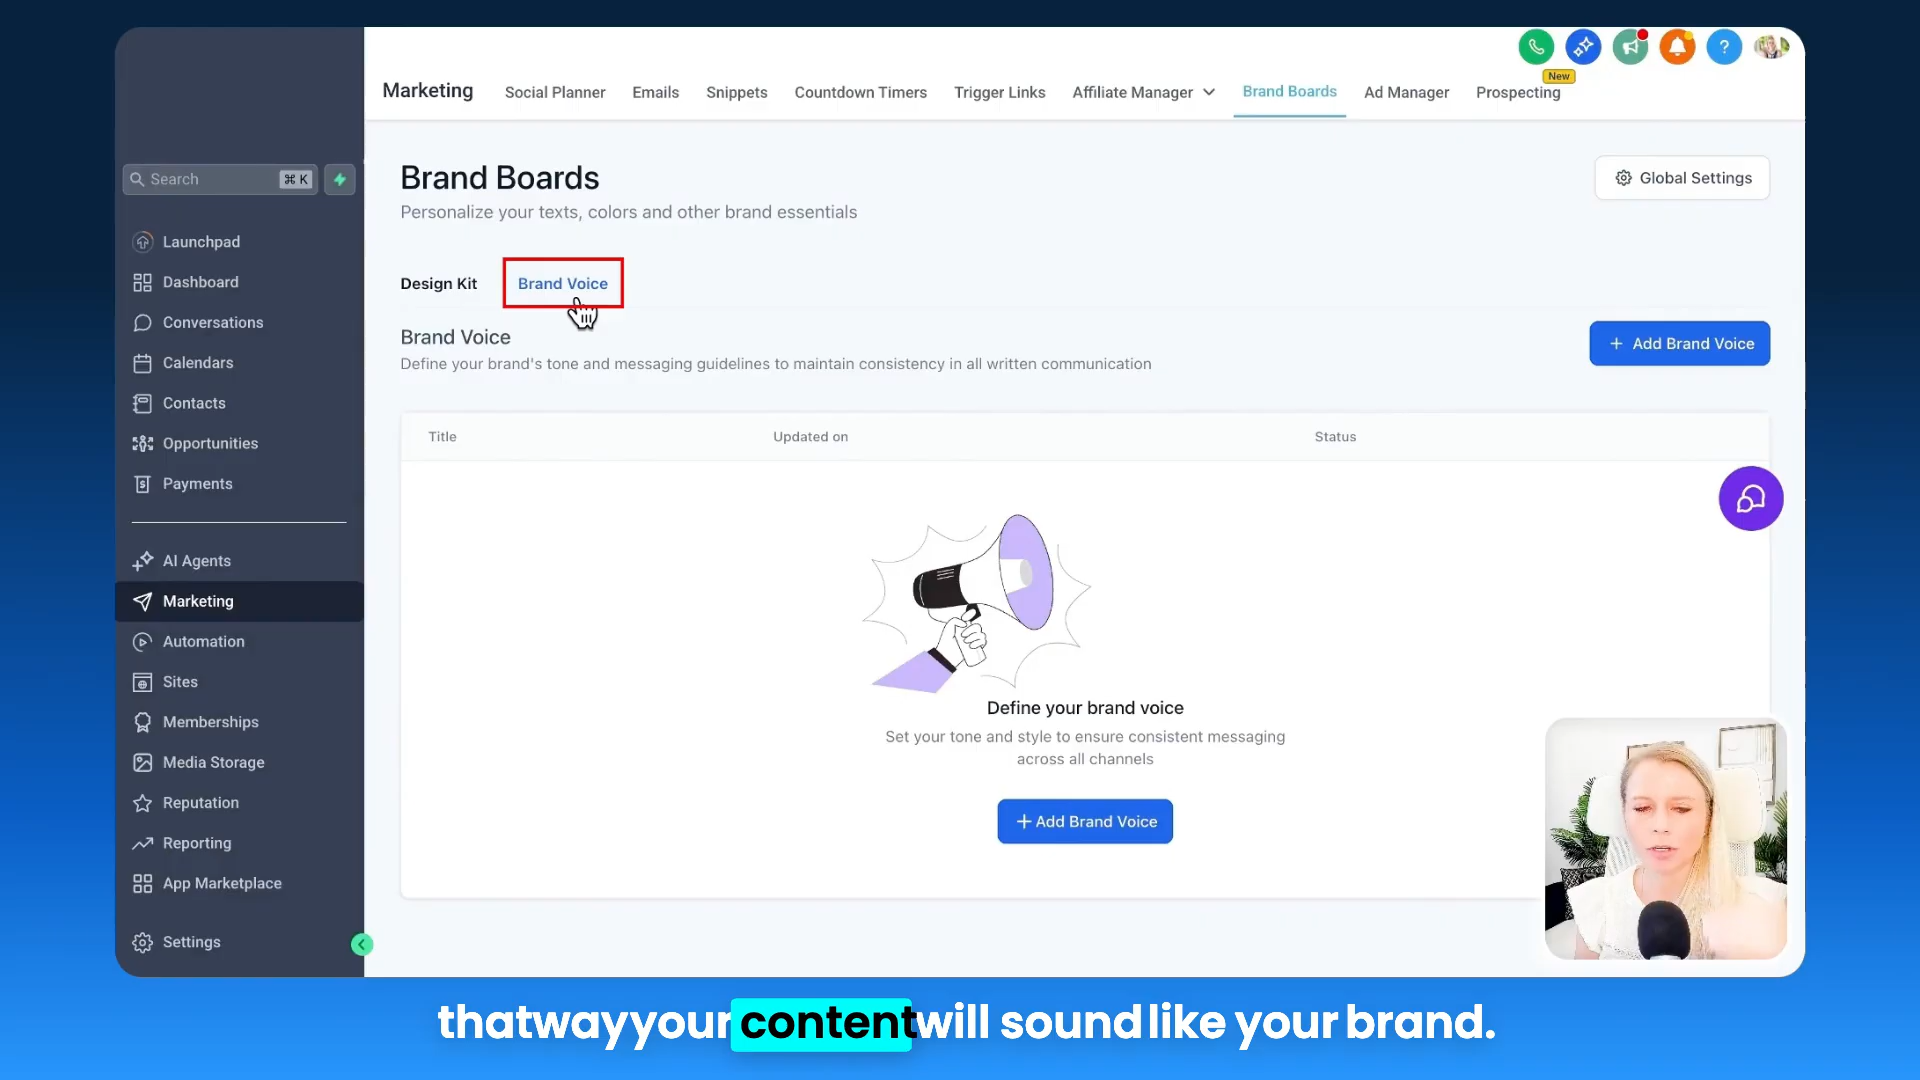 Marketing
Social Planner
Emails
Snippets
Countdown Timers
Trigger Links
Affiliate Manager
Brand Boards
Ad Manager
Prospecting
New
?
Search
⌘ K
Launchpad
Dashboard
Conversations
Calendars
Contacts
Opportunities
Payments
AI Agents
Marketing
Automation
Sites
Memberships
Media Storage
Reputation
Reporting
App Marketplace
Settings
Brand Boards
Personalize your texts, colors and other brand essentials
Global Settings
Design Kit
Brand Voice
Brand Voice
Define your brand's tone and messaging guidelines to maintain consistency in all written communication
+ Add Brand Voice
Title
Updated on
Status
Define your brand voice
Set your tone and style to ensure consistent messaging
across all channels
+ Add Brand Voice
that way your content will sound like your brand.